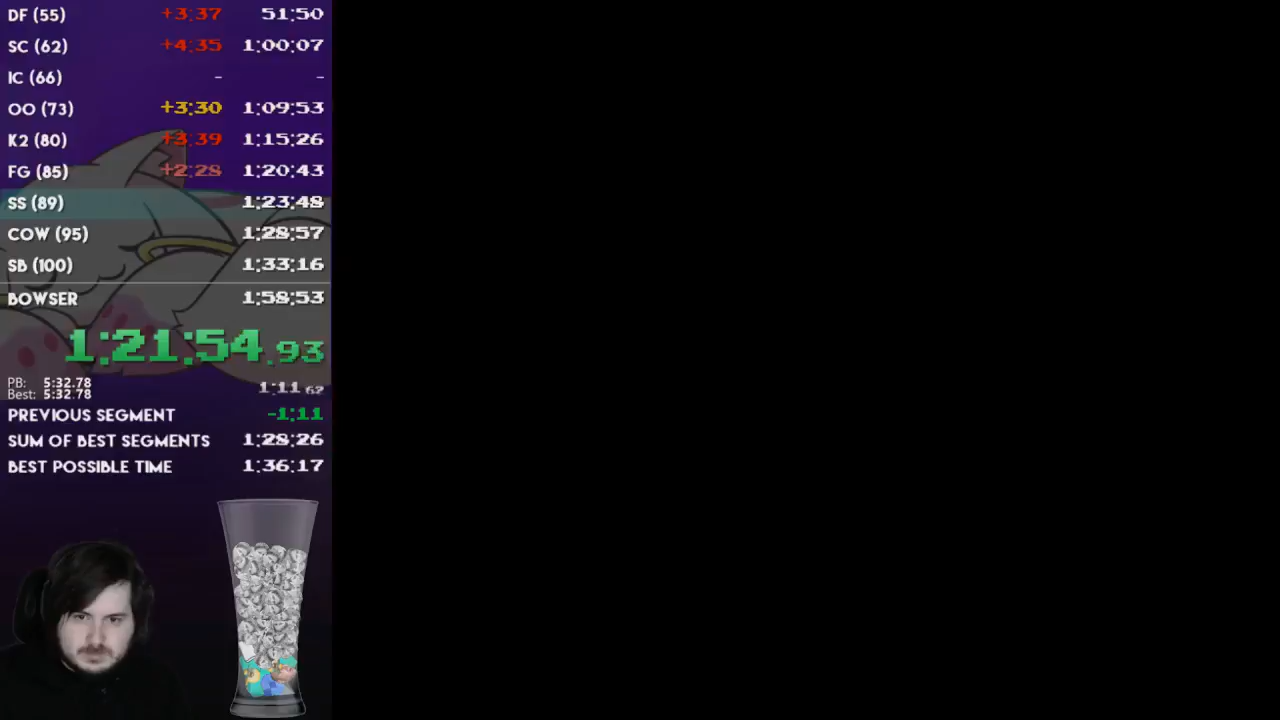 DF (55) +3:37 51:50
SC (62) +4:35 1:00:07
IC (66) - -
OO (73) +3:30 1:09:53
K2 (80) +3:39 1:15:26
FG (85) +2:28 1:20:43
SS (89) 1:23:48
COW (95) 1:28:57
SB (100) 1:33:16
BOWSER 1:58:53
1:21:54.93
PB: 5:32.78
Best: 5:32.78 1:11 62
PREVIOUS SEGMENT -1:11
SUM OF BEST SEGMENTS 1:28:26
BEST POSSIBLE TIME 1:36:17